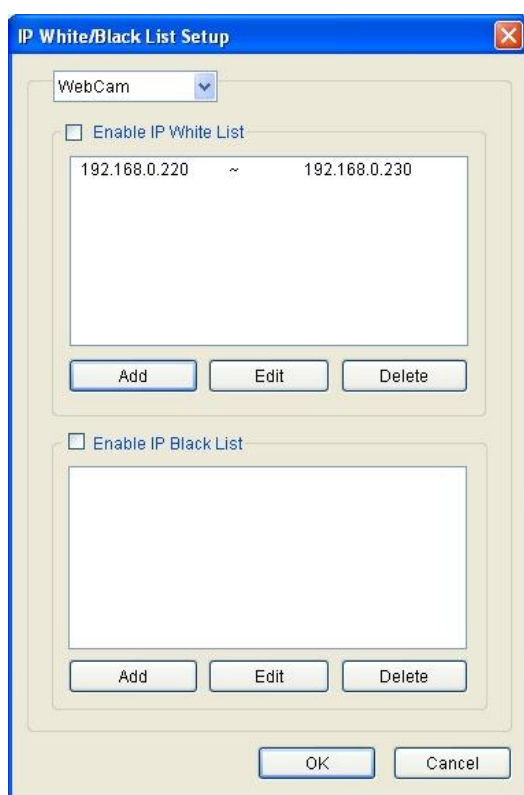 IP White/Black List Setup
WebCam
Enable IP White List
192.168.0.220 ~ 192.168.0.230
Add Edit Delete
Enable IP Black List
Add Edit Delete
OK Cancel